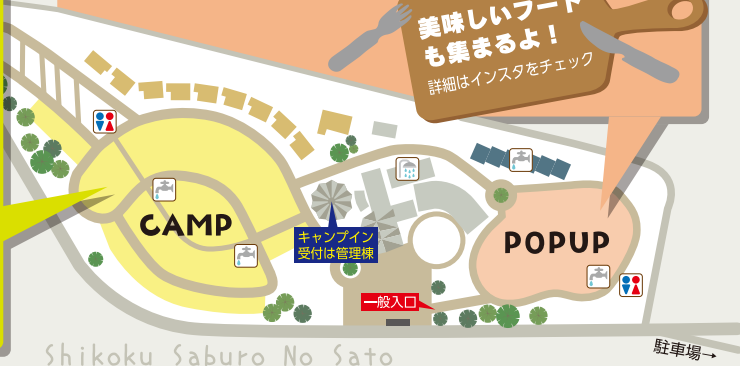 美味しいフード
も集まるよ！
詳細はインスタをチェック
CAMP
キャンプイン
受付は管理棟
POPUP
一般入口
Shikoku Saburo No Sato
駐車場→